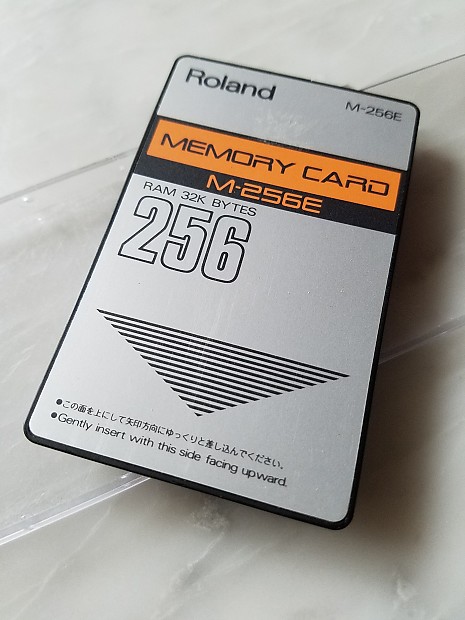 Roland
M-256E
MEMORY CARD
M-256E
RAM 32K BYTES
256
●この面を上にして矢印方向にゆっくりと差し込んでください。
●Gently insert with this side facing upward.